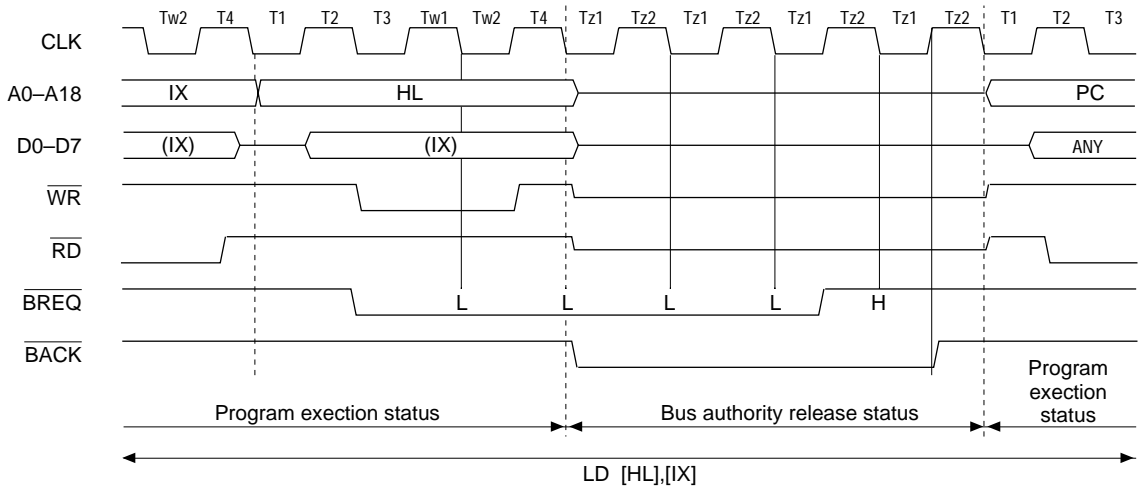 Tw2 T4 T1 T2 T3 Tw1 Tw2 T4 Tz1 Tz2 Tz1 Tz2 Tz1 Tz2 Tz1 Tz2 T1 T2 T3
CLK
A0–A18 IX HL PC
D0–D7 (IX) (IX) ANY
WR
RD
BREQ L L L L H
BACK
Program exection status
Bus authority release status
Program
exection
status
LD [HL],[IX]